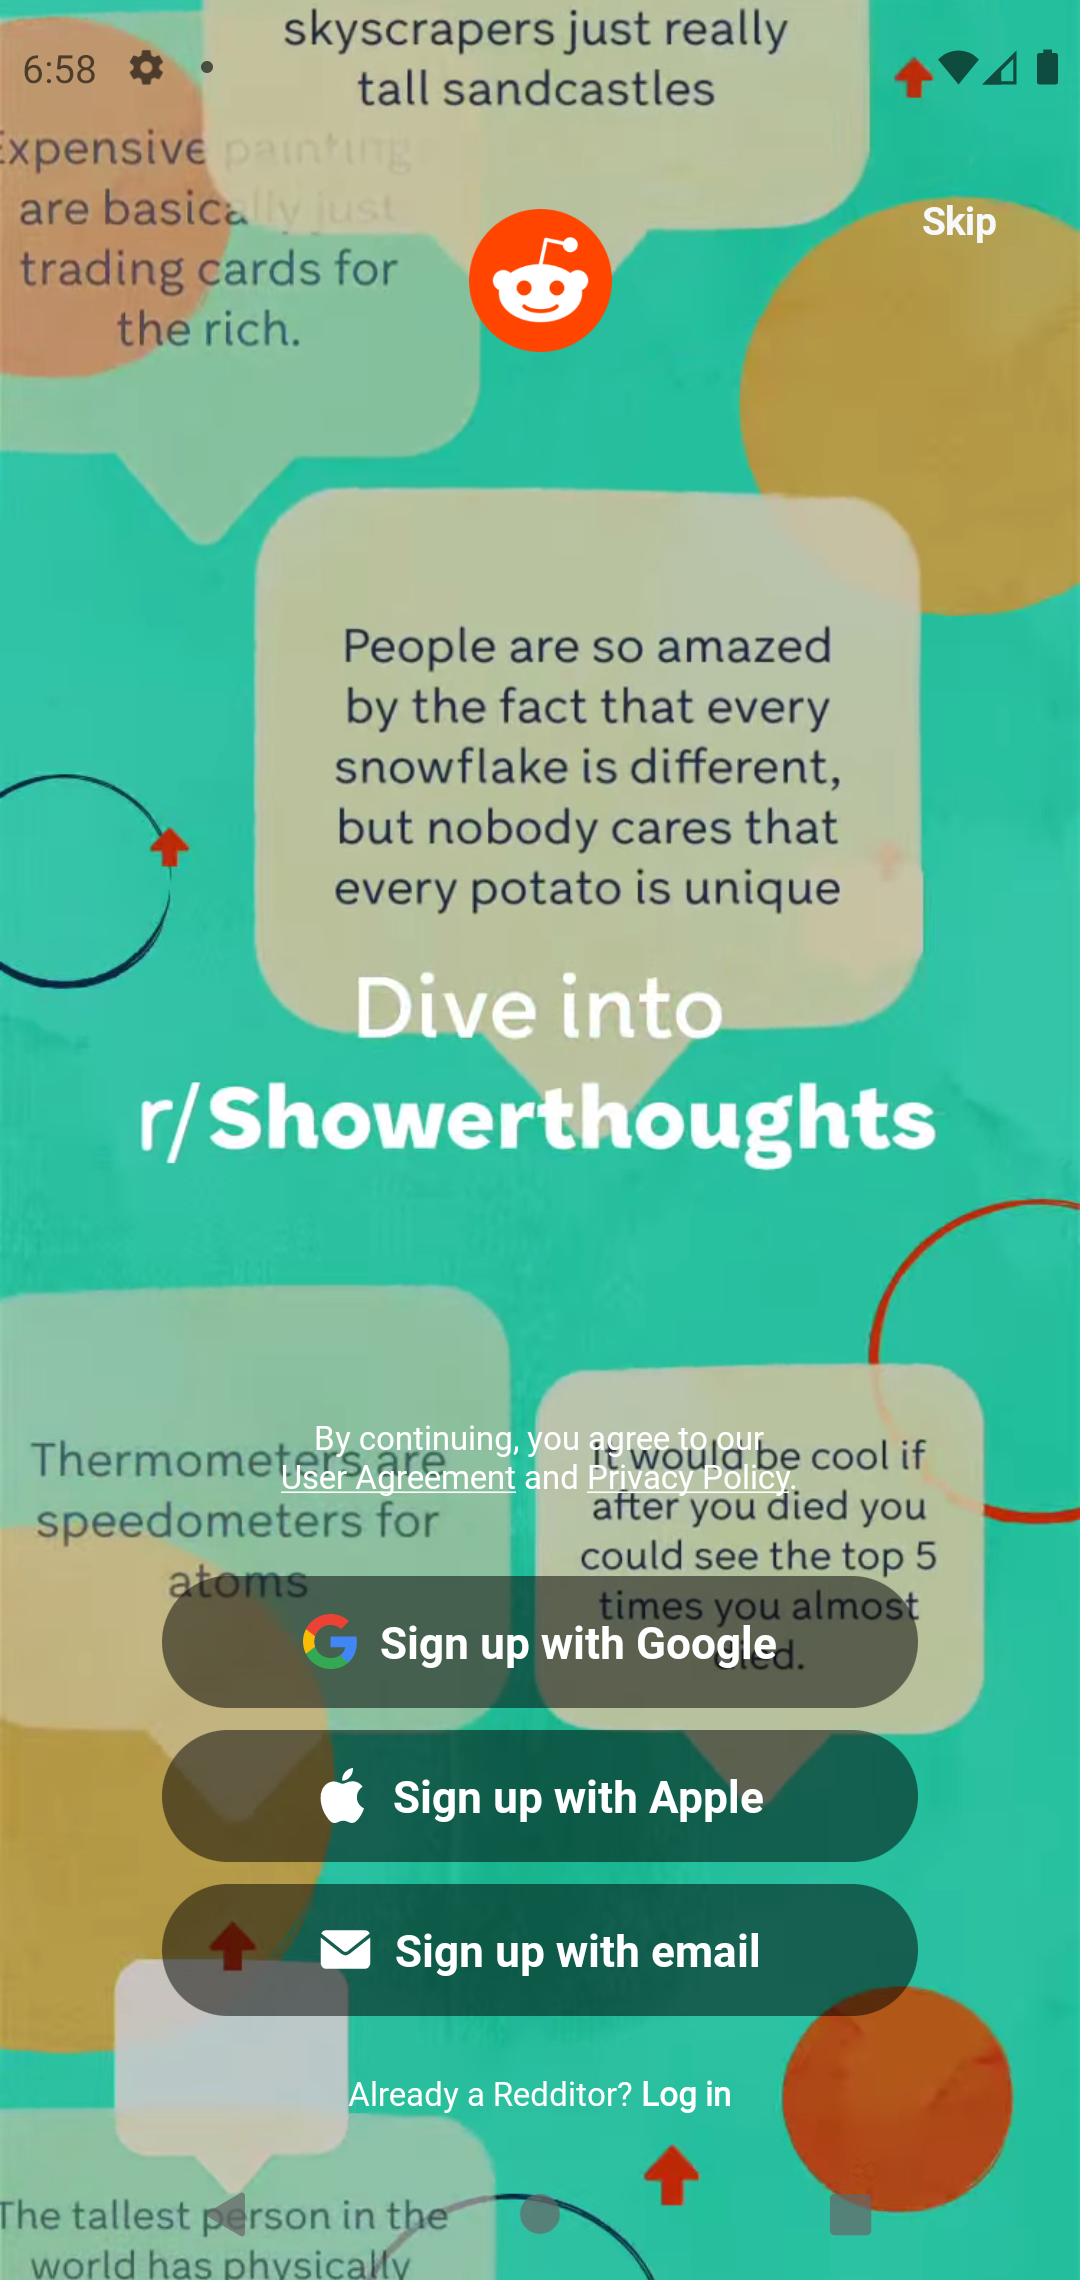 skyscrapers just really
tall sandcastles
6:58
Expensive painting
are basically just
trading cards for
the rich.
Skip
People are so amazed
by the fact that every
snowflake is different,
but nobody cares that
every potato is unique
Dive into
r/Showerthoughts
Thermometers are
speedometers for
atoms
By continuing, you agree to our
User Agreement and Privacy Policy.
It would be cool if
after you died you
could see the top 5
times you almost
died.
Sign up with Google
Sign up with Apple
Sign up with email
Already a Redditor? Log in
The tallest person in the
world has physically